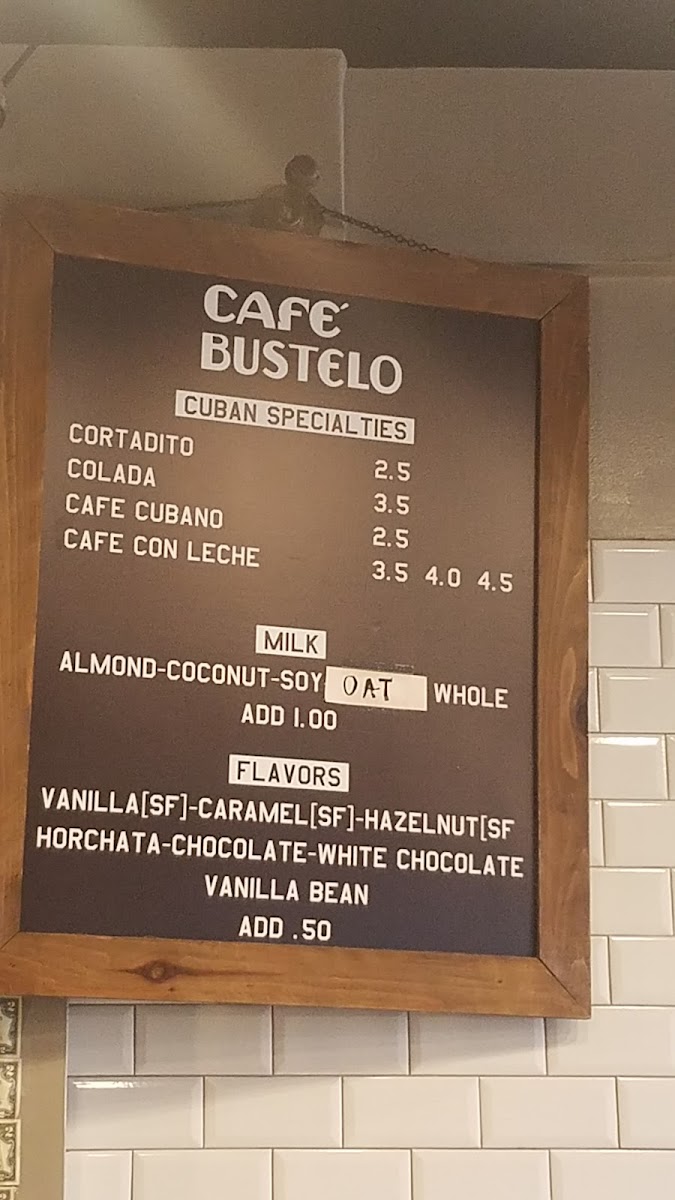 CAFÉ
BUSTELO
CUBAN SPECIALTIES
CORTADITO 2.5
COLADA 3.5
CAFE CUBANO 2.5
CAFE CON LECHE 3.5 4.0 4.5
MILK
ALMOND-COCONUT-SOY OAT WHOLE
ADD 1.00
FLAVORS
VANILLA[SF]-CARAMEL[SF]-HAZELNUT[SF
HORCHATA-CHOCOLATE-WHITE CHOCOLATE
VANILLA BEAN
ADD .50